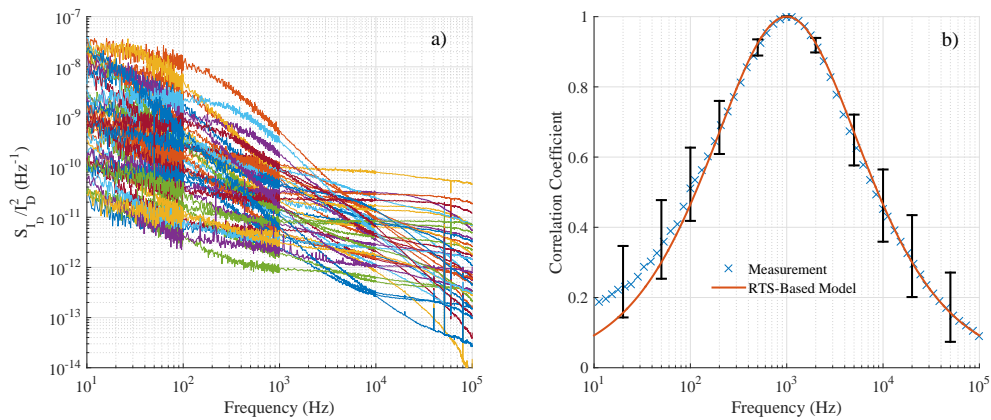 a)
10^-7
10^-8
10^-9
10^-10
10^-11
10^-12
10^-13
10^-14
S_I_D /I_D^2 (Hz^-1)
10^1 10^2 10^3 10^4 10^5
Frequency (Hz)
b)
1
0.8
0.6
0.4
0.2
0
Correlation Coefficient
Measurement
RTS-Based Model
10^1 10^2 10^3 10^4 10^5
Frequency (Hz)